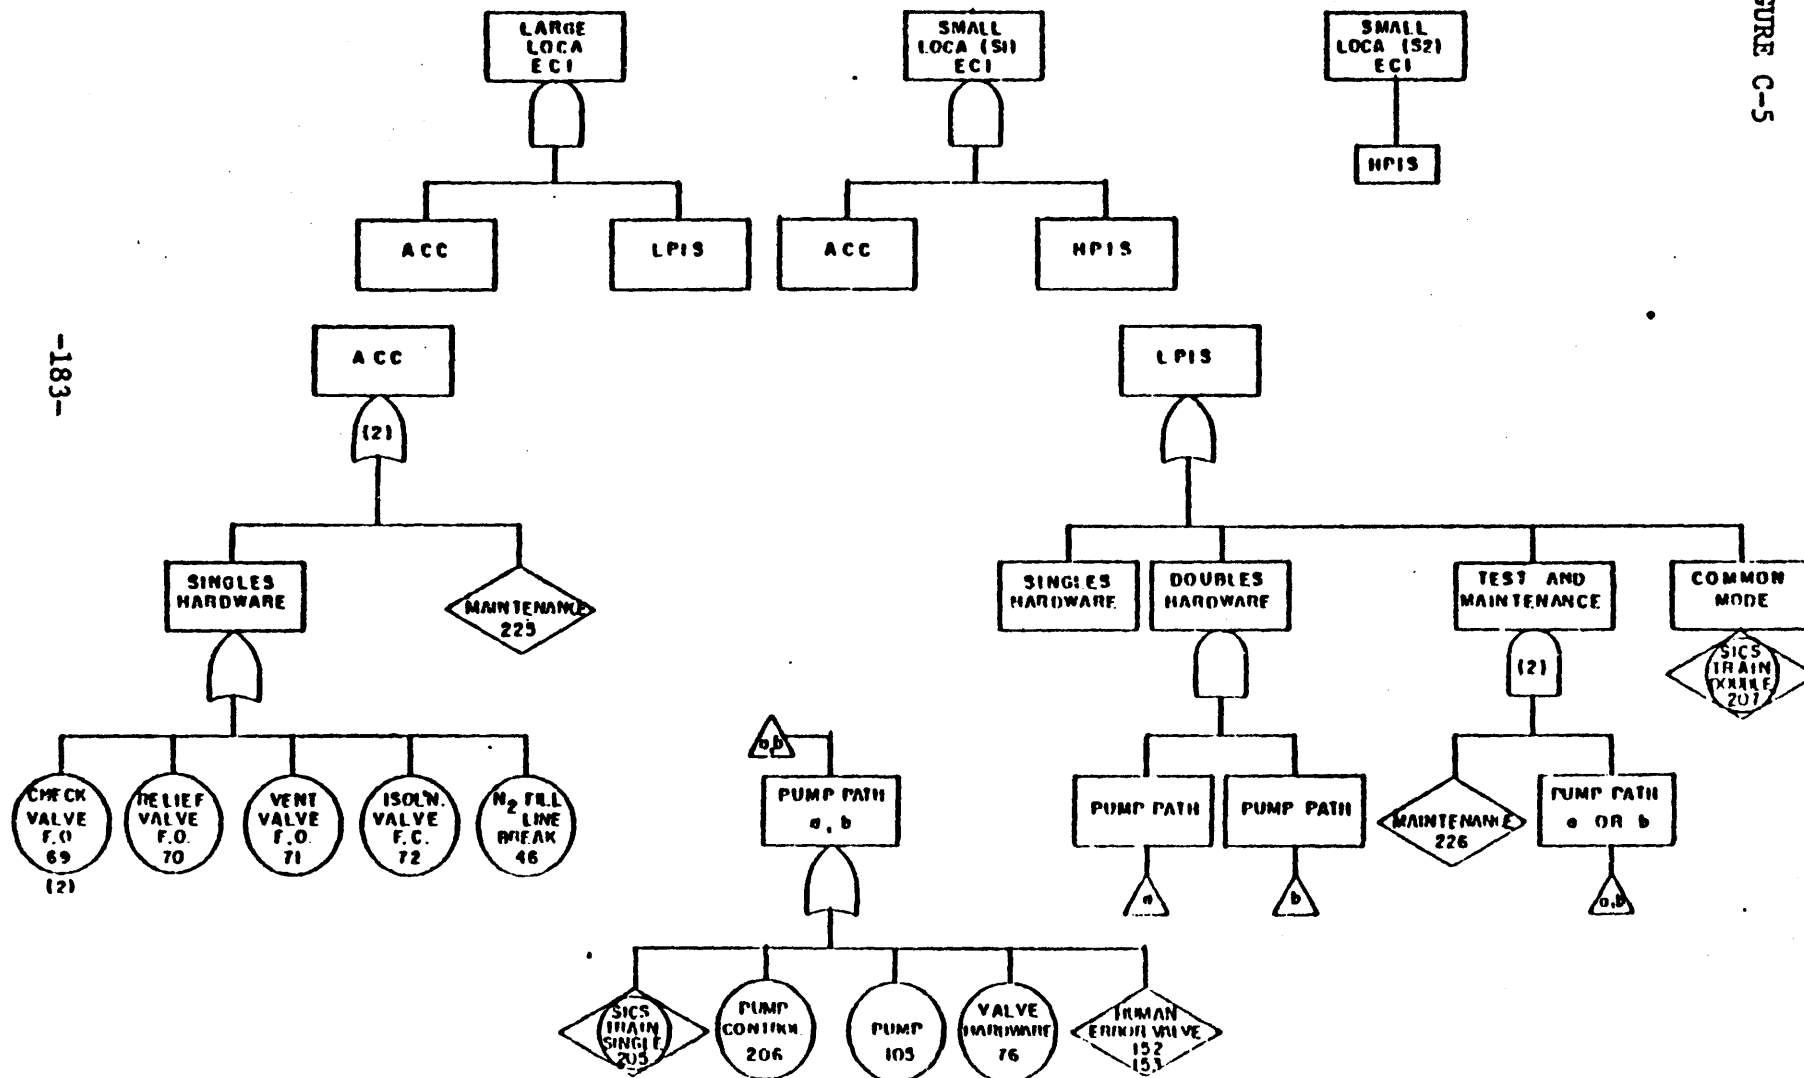 LARGE
LOCA
ECI
SMALL
LOCA (S1)
ECI
SMALL
LOCA (S2)
ECI
HPIS
GURE C-5
ACC
LPIS
ACC
HPIS
-183-
ACC
(2)
LPIS
SINGLES
HARDWARE
MAINTENANCE
225
SINGLES
HARDWARE
DOUBLES
HARDWARE
TEST AND
MAINTENANCE
COMMON
MODE
(2)
SICS
TRAIN
DOUBLE
207
CHECK
VALVE
F.O
69
(2)
RELIEF
VALVE
F.O.
70
VENT
VALVE
F.O.
71
ISOL'N.
VALVE
F.C.
72
N2 FILL
LINE
BREAK
46
a,b
PUMP PATH
a, b
PUMP PATH
a
PUMP PATH
b
MAINTENANCE
226
PUMP PATH
a OR b
a,b
SICS
TRAIN
SINGLE
205
PUMP
CONTROL
206
PUMP
105
VALVE
HARDWARE
76
HUMAN
ERROR VALVE
152
153